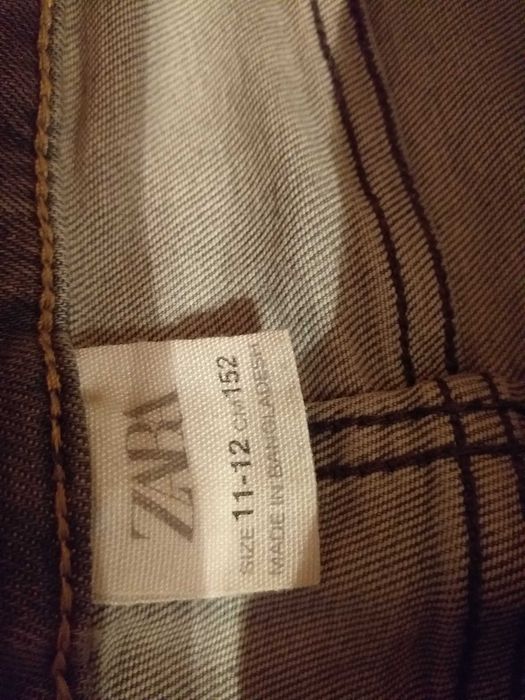 ZARA
SIZE 11-12 CM 152
MADE IN BANGLADESH